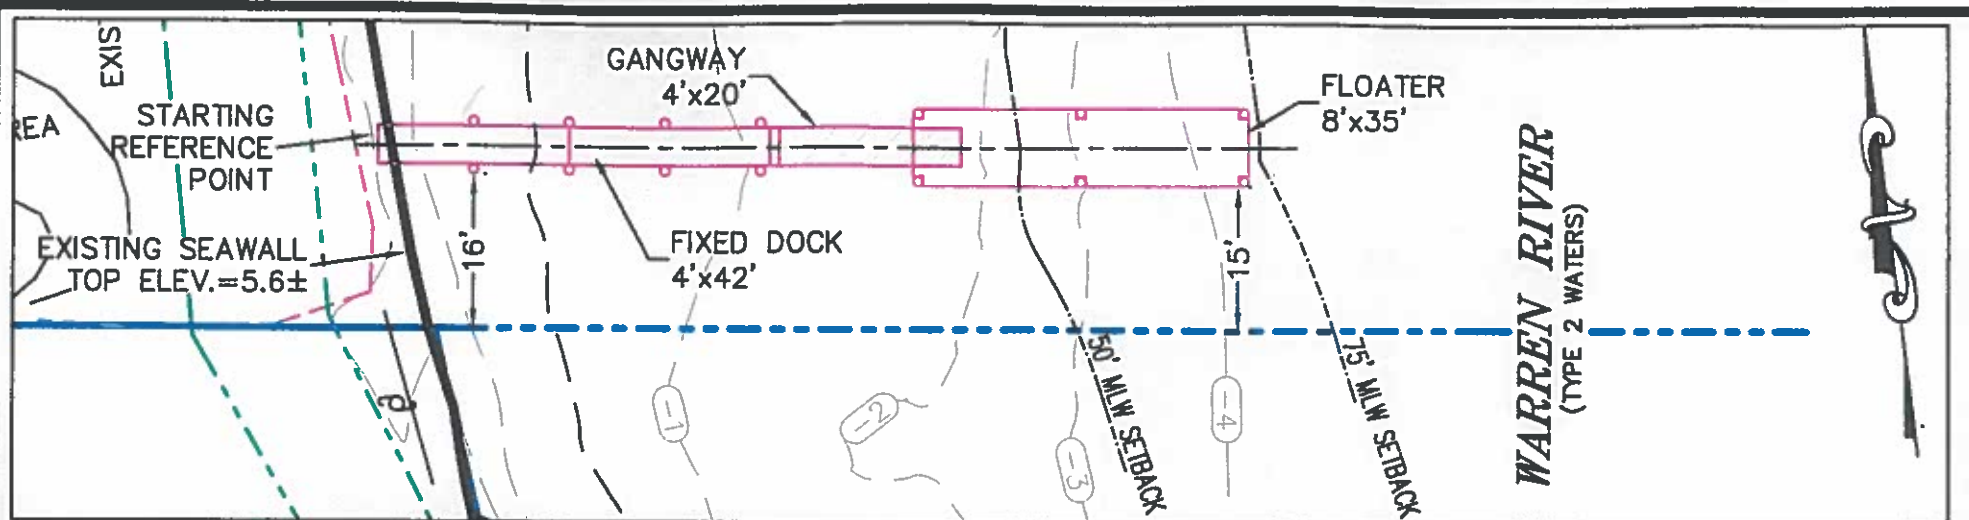 EXIS
REA
STARTING
REFERENCE
POINT
GANGWAY
4'x20'
FLOATER
8'x35'
EXISTING SEAWALL
TOP ELEV.=5.6±
16'
FIXED DOCK
4'x42'
15'
WARREN RIVER
(TYPE 2 WATERS)
-1
-2
-3
50' MLW SETBACK
-4
75' MLW SETBACK